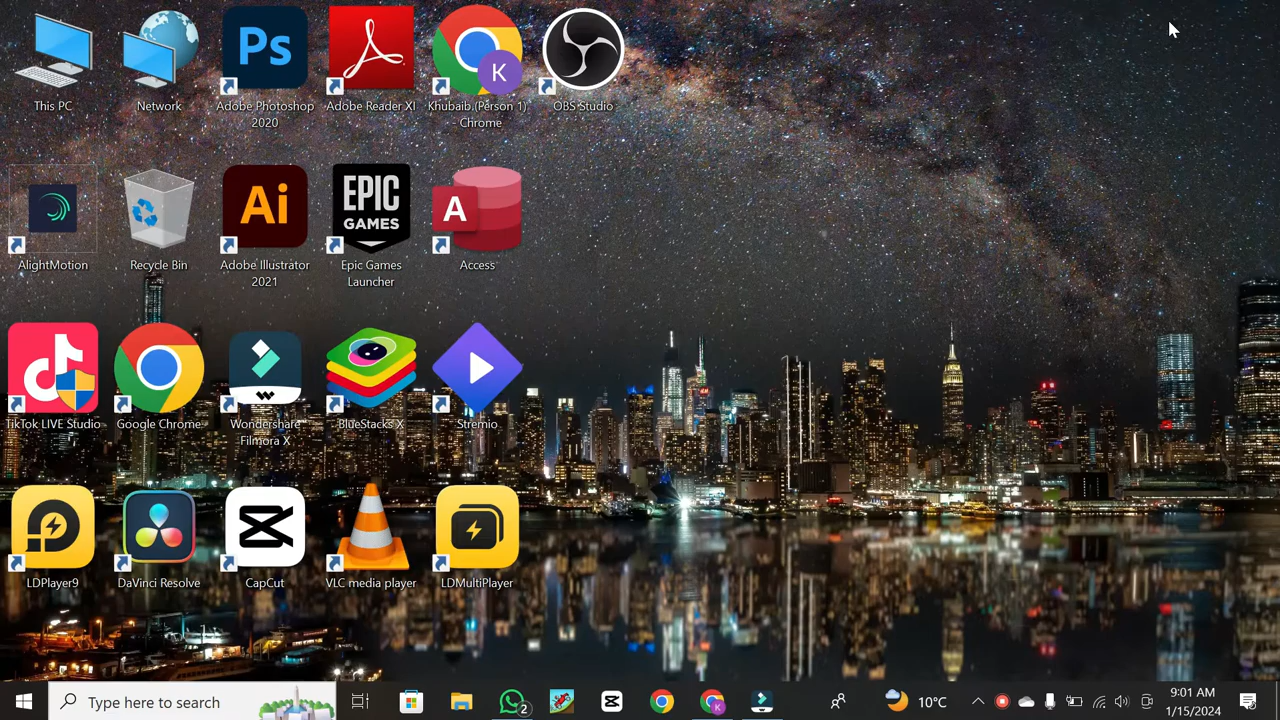 Ps
K
This PC
Network
Adobe Photoshop
2020
Adobe Reader XI
Khubaib (Person 1)
- Chrome
OBS Studio
EPIC
GAMES
Ai
A
AlightMotion
Recycle Bin
Adobe Illustrator
2021
Epic Games
Launcher
Access
TikTok LIVE Studio
Google Chrome
Wondershare
Filmora X
BlueStacks X
Stremio
LDPlayer9
DaVinci Resolve
CapCut
VLC media player
LDMultiPlayer
Type here to search
2
K
10°C
9:01 AM
1/15/2024